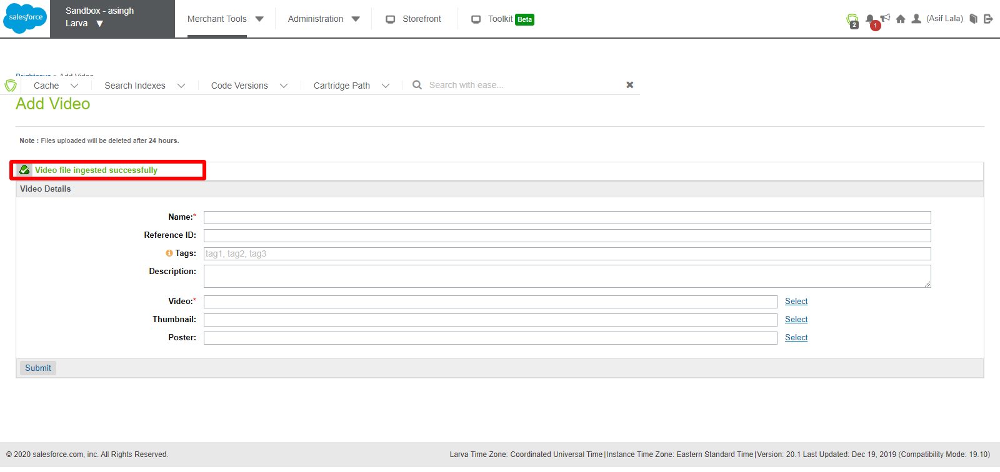 salesforce
Sandbox - asingh
Larva
Merchant Tools
Administration
Storefront
Toolkit Beta
2
1
(Asif Lala)
Brightcove > Add Video
Cache
Search Indexes
Code Versions
Cartridge Path
Search with ease...
Add Video
Note : Files uploaded will be deleted after 24 hours.
Video file ingested successfully
Video Details
Name:*
Reference ID:
Tags: tag1, tag2, tag3
Description:
Video:* Select
Thumbnail: Select
Poster: Select
Submit
© 2020 salesforce.com, inc. All Rights Reserved.
Larva Time Zone: Coordinated Universal Time|Instance Time Zone: Eastern Standard Time|Version: 20.1 Last Updated: Dec 19, 2019 (Compatibility Mode: 19.10)